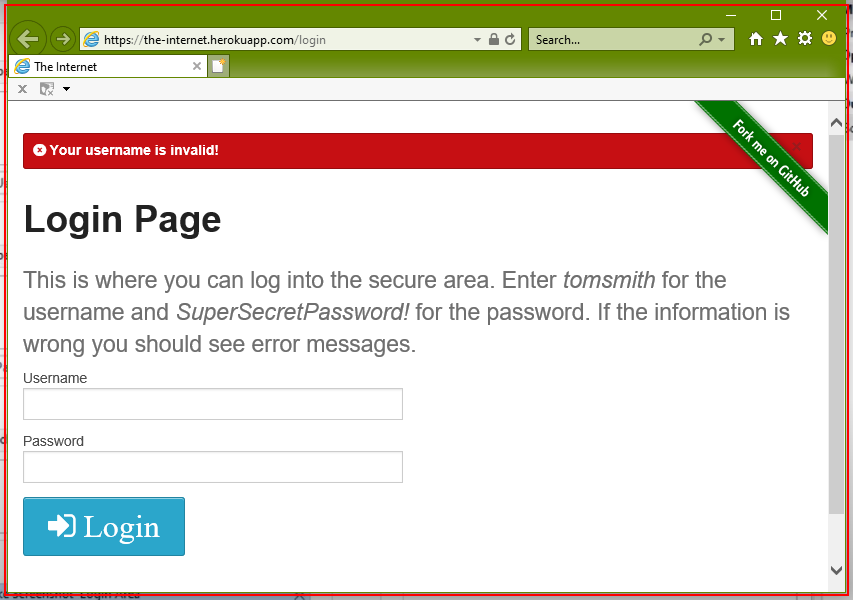 https://the-internet.herokuapp.com/login
Search...
The Internet
Fork me on GitHub
Your username is invalid!
Login Page
This is where you can log into the secure area. Enter tomsmith for the
username and SuperSecretPassword! for the password. If the information is
wrong you should see error messages.
Username
Password
Login